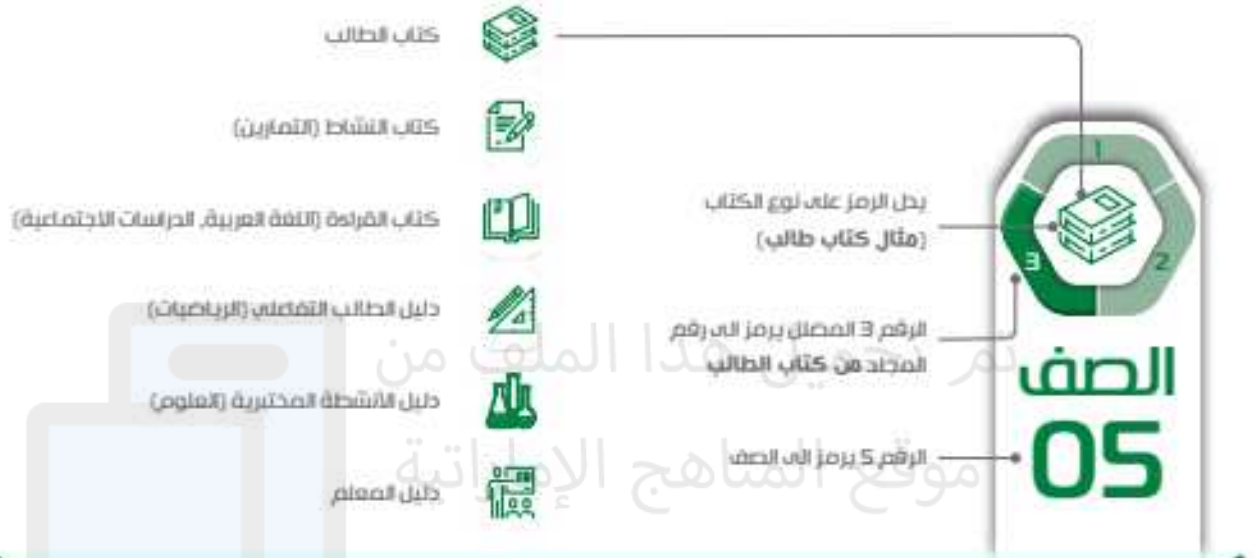 كتاب الطالب
كتاب النشاط (التمارين)
كتاب القراءة (اللغة العربية, الدراسات الاجتماعية)
دليل الطالب التفاعلي (الرياضيات)
دليل الأنشطة المختبرية (العلوم)
دليل المعلم
يدل الرمز على نوع الكتاب
(مثال كتاب طالب)
الرقم 3 المضلل يرمز الى رقم
المجلد من كتاب الطالب
الرقم 5 يرمز الى الصف
1
2
3
الصف
05
تم تحميل هذا الملف من
موقع المناهج الإماراتية